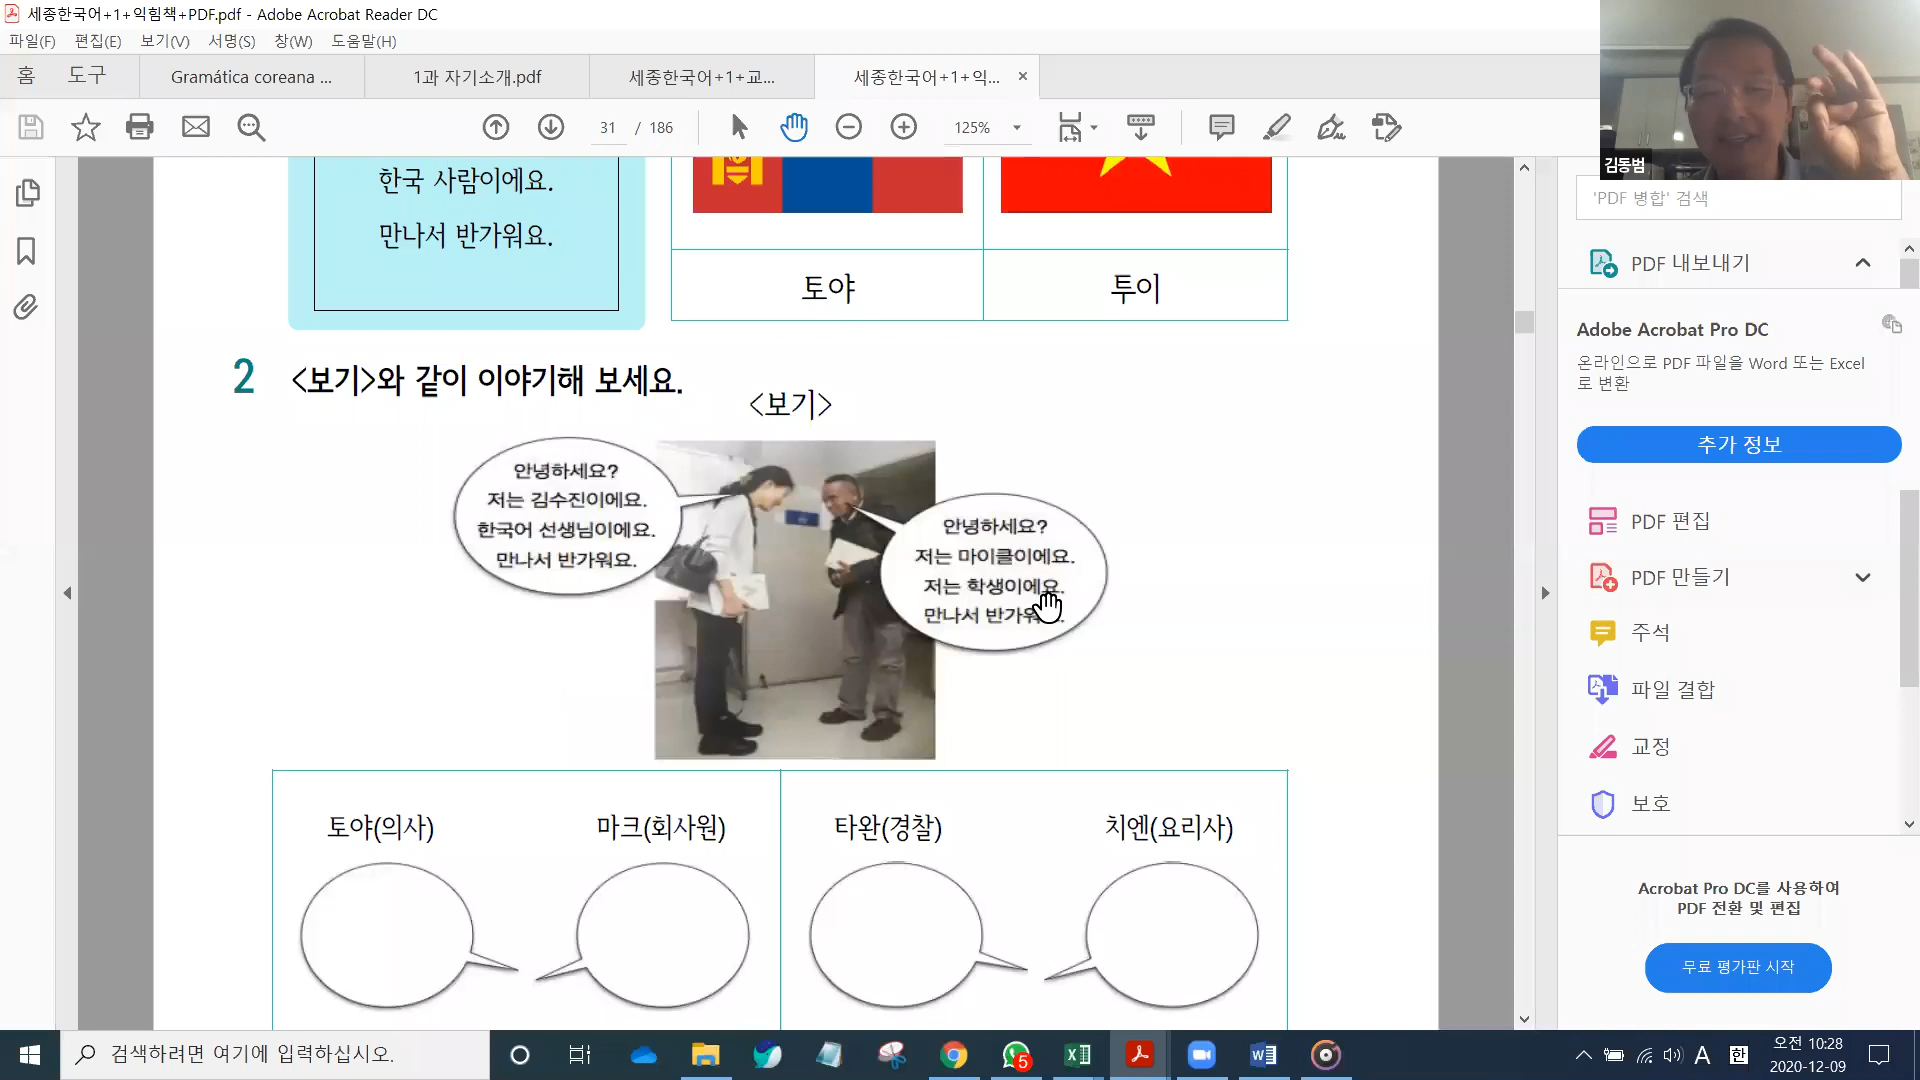 세종한국어+1+익힘책+PDF.pdf - Adobe Acrobat Reader DC
파일(F) 편집(E) 보기(V) 서명(S) 창(W) 도움말(H)
홈 도구 Gramática coreana ... 1과 자기소개.pdf 세종한국어+1+교... 세종한국어+1+익... ×
31 / 186 125%
김동범
한국 사람이에요.
만나서 반가워요.
토야 투이
2 <보기>와 같이 이야기해 보세요.
<보기>
안녕하세요?
저는 김수진이에요.
한국어 선생님이에요.
만나서 반가워요.
안녕하세요?
저는 마이클이에요.
저는 학생이에요.
만나서 반가워
토야(의사) 마크(회사원) 타완(경찰) 치엔(요리사)
'PDF 병합' 검색
PDF 내보내기
Adobe Acrobat Pro DC
온라인으로 PDF 파일을 Word 또는 Excel
로 변환
추가 정보
PDF 편집
PDF 만들기
주석
파일 결합
교정
보호
Acrobat Pro DC를 사용하여
PDF 전환 및 편집
무료 평가판 시작
검색하려면 여기에 입력하십시오.
5
A 한
오전 10:28
2020-12-09